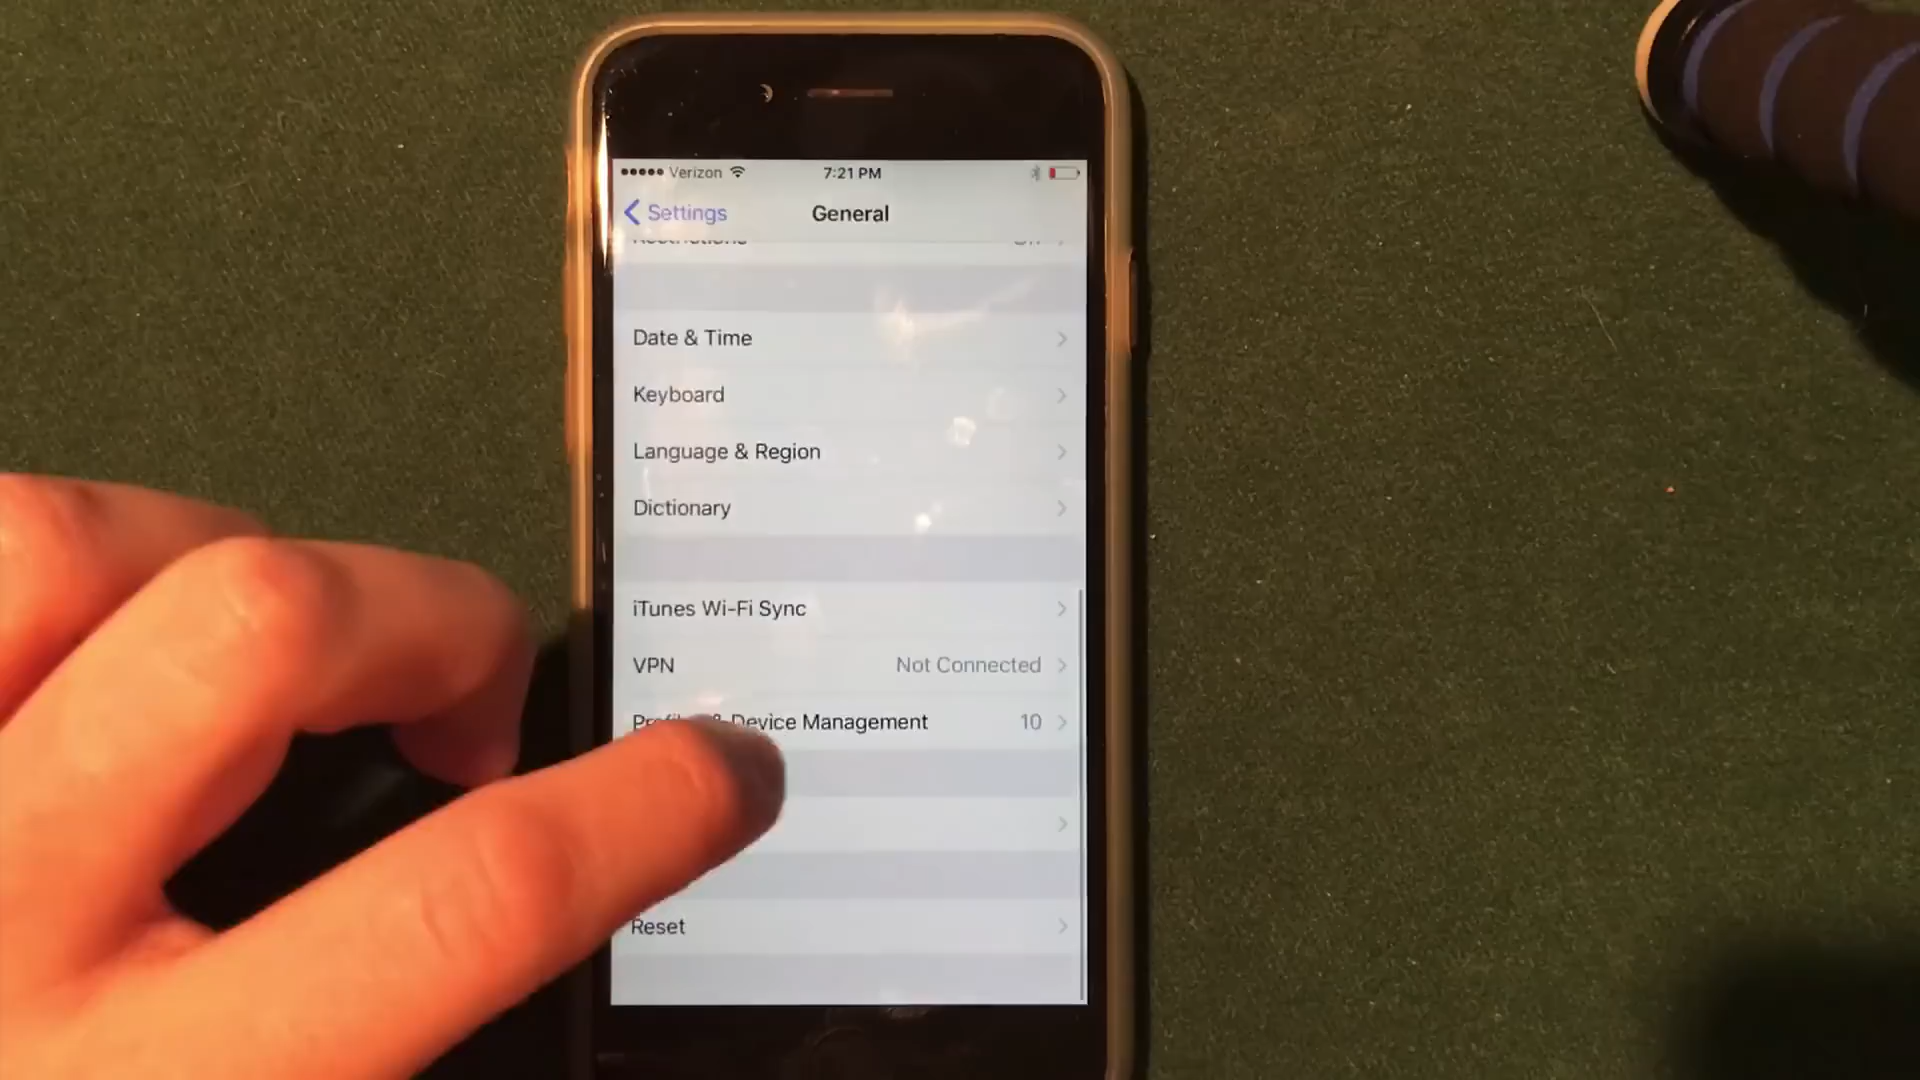 Verizon 7:21 PM
Settings General
Restrictions
Date & Time
Keyboard
Language & Region
Dictionary
iTunes Wi-Fi Sync
VPN Not Connected
Device Management 10
Reset